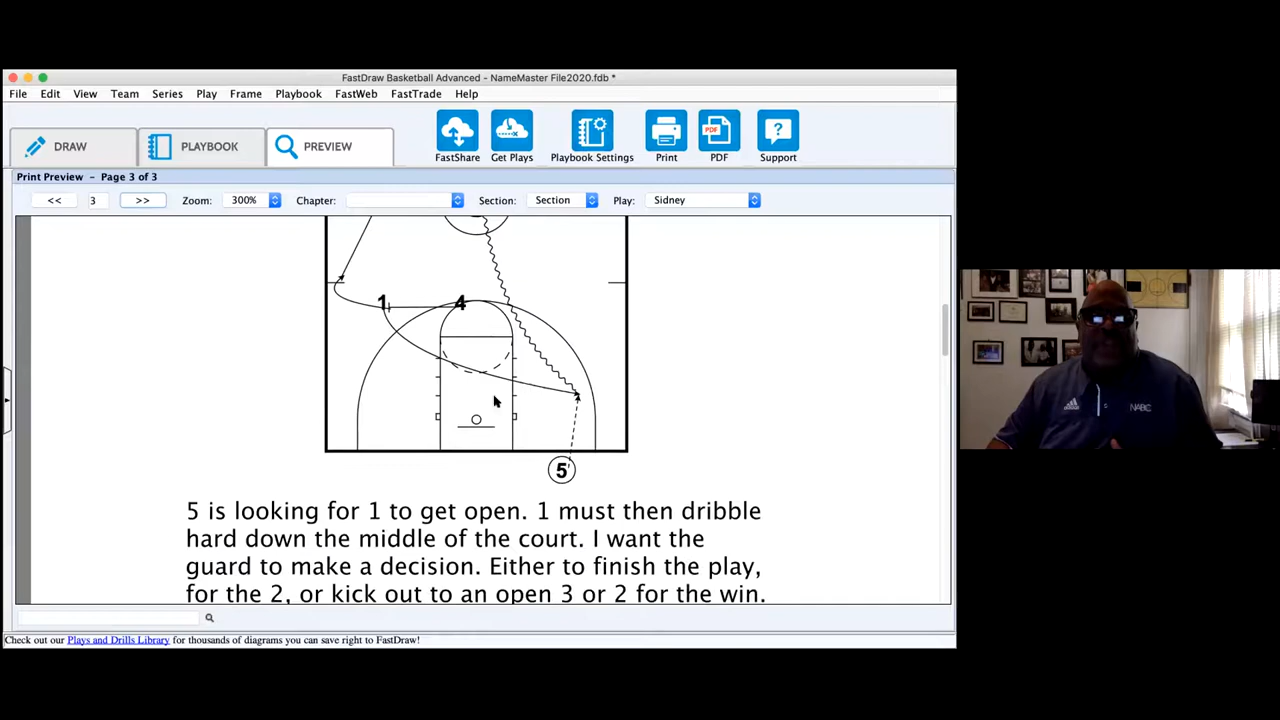 FastDraw Basketball Advanced - NameMaster File2020.fdb *
File Edit View Team Series Play Frame Playbook FastWeb FastTrade Help
DRAW PLAYBOOK PREVIEW
FastShare Get Plays Playbook Settings Print PDF Support
Print Preview - Page 3 of 3
<< 3 >> Zoom: 300% Chapter: Section: Section Play: Sidney
1 4
5
5 is looking for 1 to get open. 1 must then dribble
hard down the middle of the court. I want the
guard to make a decision. Either to finish the play,
for the 2, or kick out to an open 3 or 2 for the win.
Check out our Plays and Drills Library for thousands of diagrams you can save right to FastDraw!
NABC